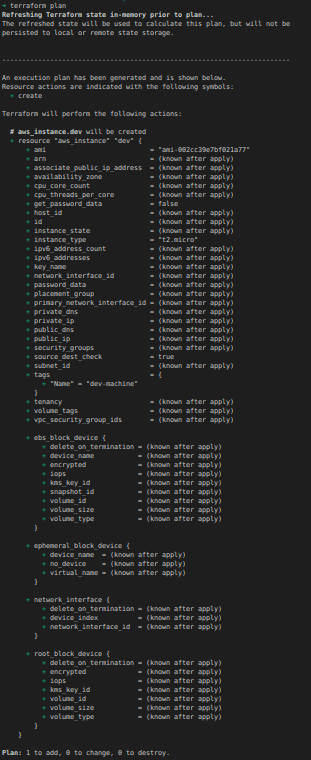 → terraform plan
Refreshing Terraform state in-memory prior to plan...
The refreshed state will be used to calculate this plan, but will not be
persisted to local or remote state storage.
------------------------------------------------------------------------
An execution plan has been generated and is shown below.
Resource actions are indicated with the following symbols:
+ create
Terraform will perform the following actions:
# aws_instance.dev will be created
+ resource "aws_instance" "dev" {
+ ami = "ami-002cc39e7bf021a77"
+ arn = (known after apply)
+ associate_public_ip_address = (known after apply)
+ availability_zone = (known after apply)
+ cpu_core_count = (known after apply)
+ cpu_threads_per_core = (known after apply)
+ get_password_data = false
+ host_id = (known after apply)
+ id = (known after apply)
+ instance_state = (known after apply)
+ instance_type = "t2.micro"
+ ipv6_address_count = (known after apply)
+ ipv6_addresses = (known after apply)
+ key_name = (known after apply)
+ network_interface_id = (known after apply)
+ password_data = (known after apply)
+ placement_group = (known after apply)
+ primary_network_interface_id = (known after apply)
+ private_dns = (known after apply)
+ private_ip = (known after apply)
+ public_dns = (known after apply)
+ public_ip = (known after apply)
+ security_groups = (known after apply)
+ source_dest_check = true
+ subnet_id = (known after apply)
+ tags = {
+ "Name" = "dev-machine"
}
+ tenancy = (known after apply)
+ volume_tags = (known after apply)
+ vpc_security_group_ids = (known after apply)
+ ebs_block_device {
+ delete_on_termination = (known after apply)
+ device_name = (known after apply)
+ encrypted = (known after apply)
+ iops = (known after apply)
+ kms_key_id = (known after apply)
+ snapshot_id = (known after apply)
+ volume_id = (known after apply)
+ volume_size = (known after apply)
+ volume_type = (known after apply)
}
+ ephemeral_block_device {
+ device_name = (known after apply)
+ no_device = (known after apply)
+ virtual_name = (known after apply)
}
+ network_interface {
+ delete_on_termination = (known after apply)
+ device_index = (known after apply)
+ network_interface_id = (known after apply)
}
+ root_block_device {
+ delete_on_termination = (known after apply)
+ encrypted = (known after apply)
+ iops = (known after apply)
+ kms_key_id = (known after apply)
+ volume_id = (known after apply)
+ volume_size = (known after apply)
+ volume_type = (known after apply)
}
}
Plan: 1 to add, 0 to change, 0 to destroy.